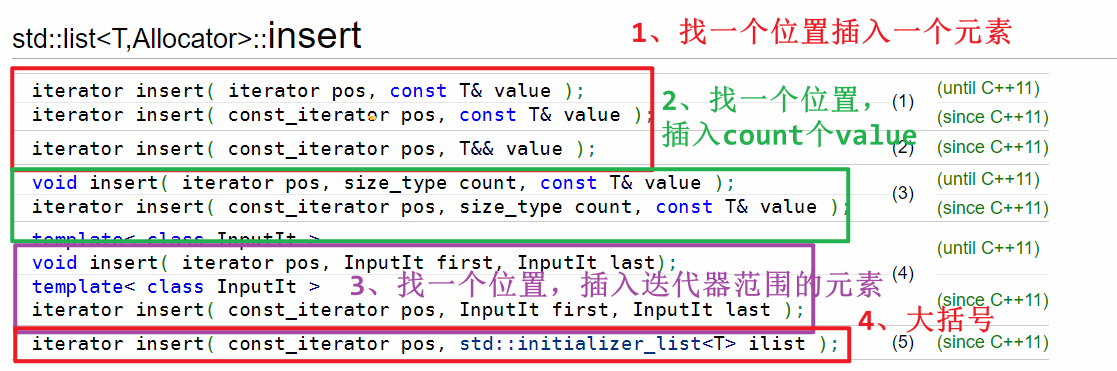 std::list<T,Allocator>::insert
1、找一个位置插入一个元素
iterator insert( iterator pos, const T& value );
(until C++11)
(1)
iterator insert( const_iterator pos, const T& value );
(since C++11)
2、找一个位置,
插入count个value
iterator insert( const_iterator pos, T&& value );
(2)
(since C++11)
void insert( iterator pos, size_type count, const T& value );
(until C++11)
(3)
iterator insert( const_iterator pos, size_type count, const T& value );
(since C++11)
template< class InputIt >
void insert( iterator pos, InputIt first, InputIt last);
(until C++11)
(4)
template< class InputIt >
3、找一个位置, 插入迭代器范围的元素
iterator insert( const_iterator pos, InputIt first, InputIt last );
(since C++11)
4、大括号
iterator insert( const_iterator pos, std::initializer_list<T> ilist );
(5)
(since C++11)